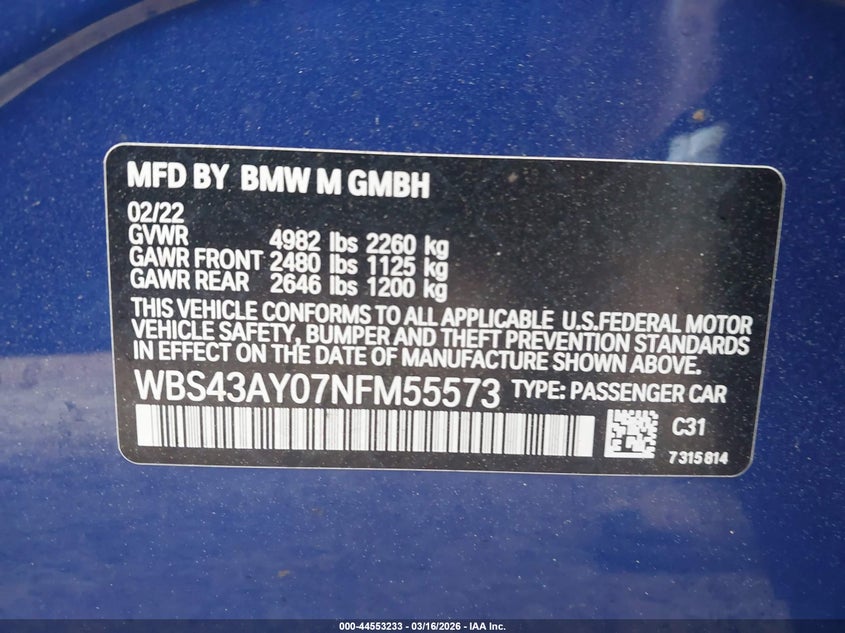 MFD BY BMW M GMBH
02/22
GVWR 4982 lbs 2260 kg
GAWR FRONT 2480 lbs 1125 kg
GAWR REAR 2646 lbs 1200 kg
THIS VEHICLE CONFORMS TO ALL APPLICABLE U.S.FEDERAL MOTOR
VEHICLE SAFETY, BUMPER AND THEFT PREVENTION STANDARDS
IN EFFECT ON THE DATE OF MANUFACTURE SHOWN ABOVE.
WBS43AY07NFM55573 TYPE: PASSENGER CAR
C31
7315814
000-44553233 - 03/16/2026 - IAA Inc.